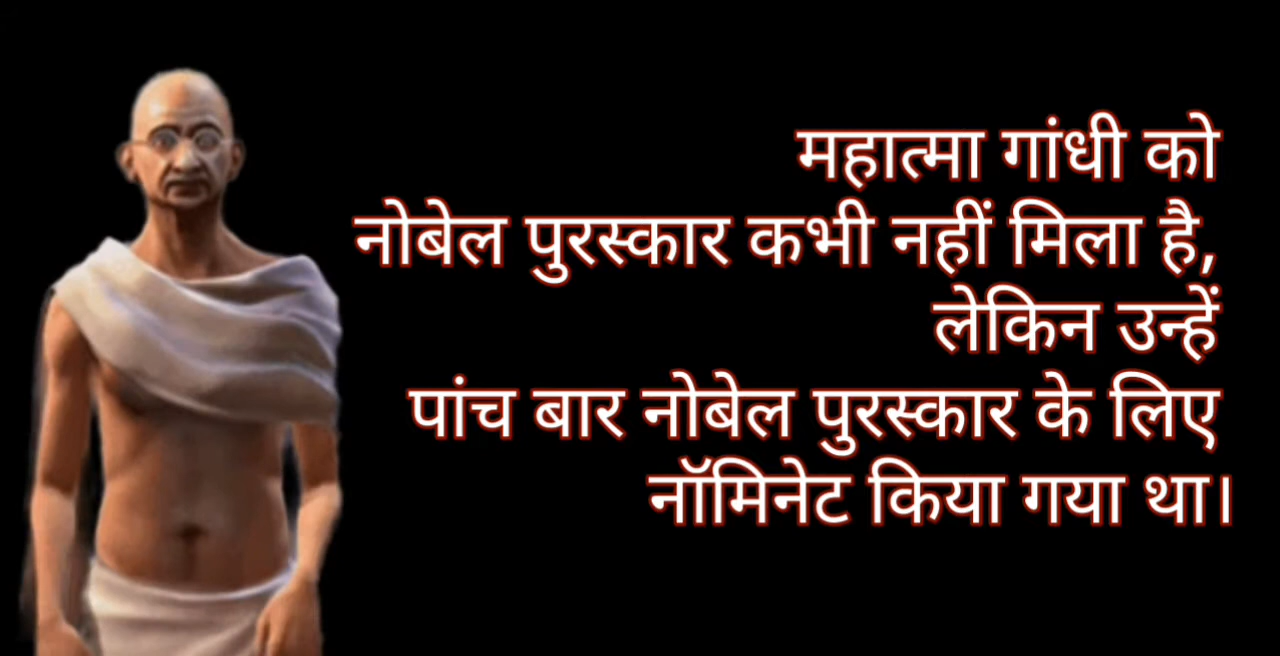 महात्मा गांधी को
नोबेल पुरस्कार कभी नहीं मिला है,
लेकिन उन्हें
पांच बार नोबेल पुरस्कार के लिए
नॉमिनेट किया गया था।